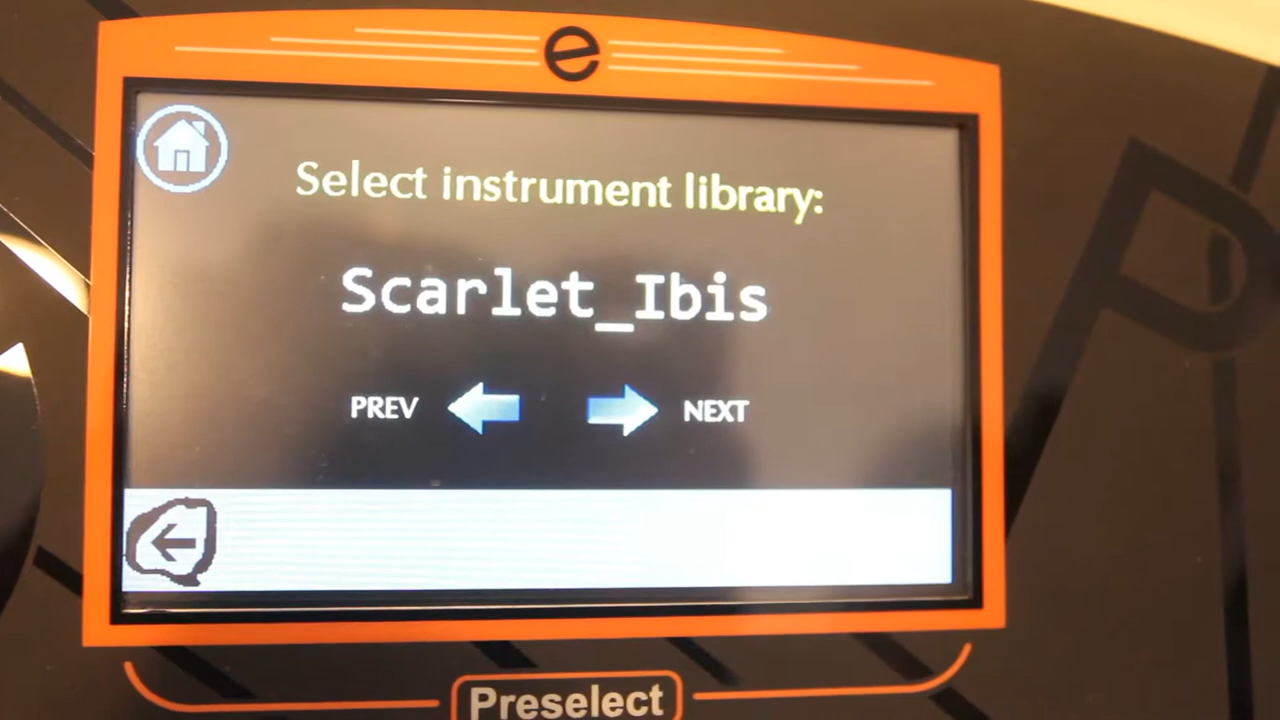 e
Select instrument library:
Scarlet_Ibis
PREV NEXT
Preselect
P